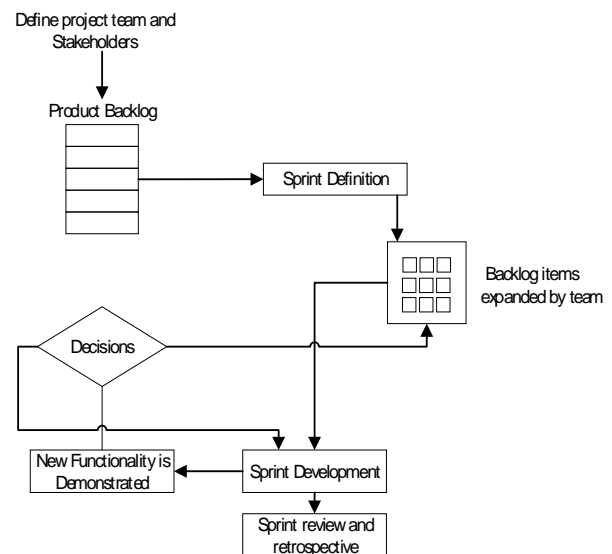 Define project team and
Stakeholders
Product Backlog
Sprint Definition
Backlog items
expanded by team
Decisions
New Functionality is
Demonstrated
Sprint Development
Sprint review and
retrospective